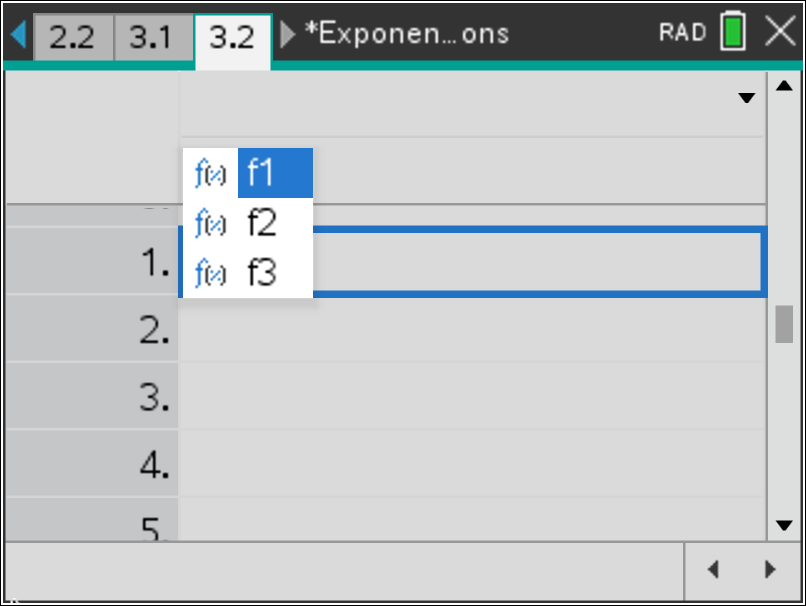 2.2 3.1 3.2 *Exponen...ons RAD
f(x) f1
f(x) f2
1.
f(x) f3
2.
3.
4.
5.